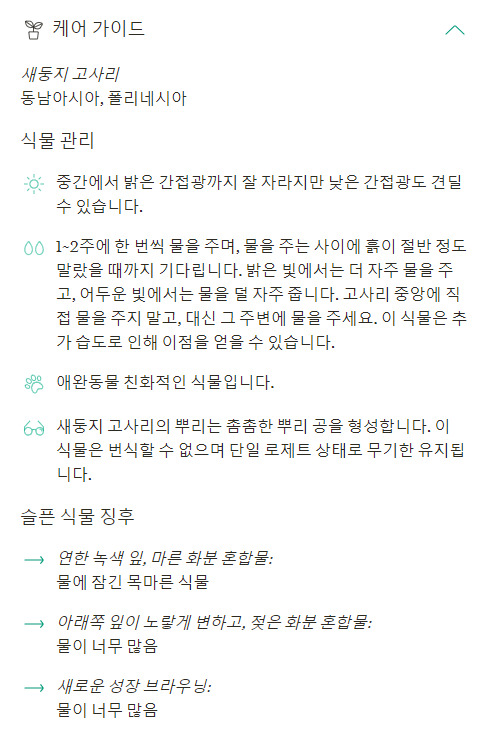 케어 가이드
새둥지 고사리
동남아시아, 폴리네시아
식물 관리
중간에서 밝은 간접광까지 잘 자라지만 낮은 간접광도 견딜
수 있습니다.
1~2주에 한 번씩 물을 주며, 물을 주는 사이에 흙이 절반 정도
말랐을 때까지 기다립니다. 밝은 빛에서는 더 자주 물을 주
고, 어두운 빛에서는 물을 덜 자주 줍니다. 고사리 중앙에 직
접 물을 주지 말고, 대신 그 주변에 물을 주세요. 이 식물은 추
가 습도로 인해 이점을 얻을 수 있습니다.
애완동물 친화적인 식물입니다.
새둥지 고사리의 뿌리는 촘촘한 뿌리 공을 형성합니다. 이
식물은 번식할 수 없으며 단일 로제트 상태로 무기한 유지됩
니다.
슬픈 식물 징후
연한 녹색 잎, 마른 화분 혼합물:
물에 잠긴 목마른 식물
아래쪽 잎이 노랗게 변하고, 젖은 화분 혼합물:
물이 너무 많음
새로운 성장 브라우닝:
물이 너무 많음